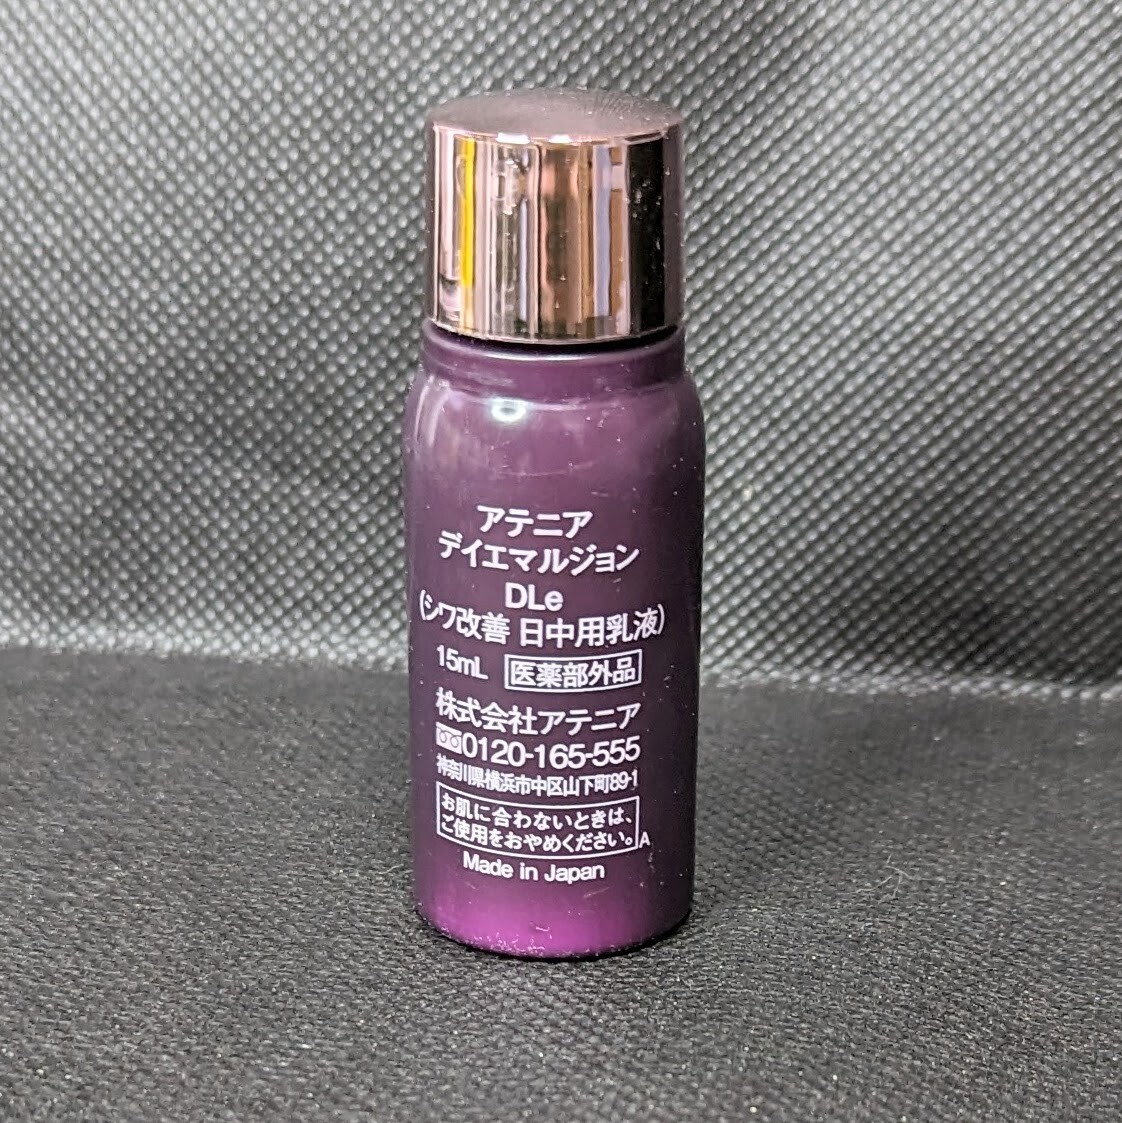 アテニア
デイエマルジョン
DLe
(シワ改善 日中用乳液)
15mL 医薬部外品
株式会社アテニア
0120-165-555
神奈川県横浜市中区山下町89-1
お肌に合わないときは、
ご使用をおやめください。A
Made in Japan